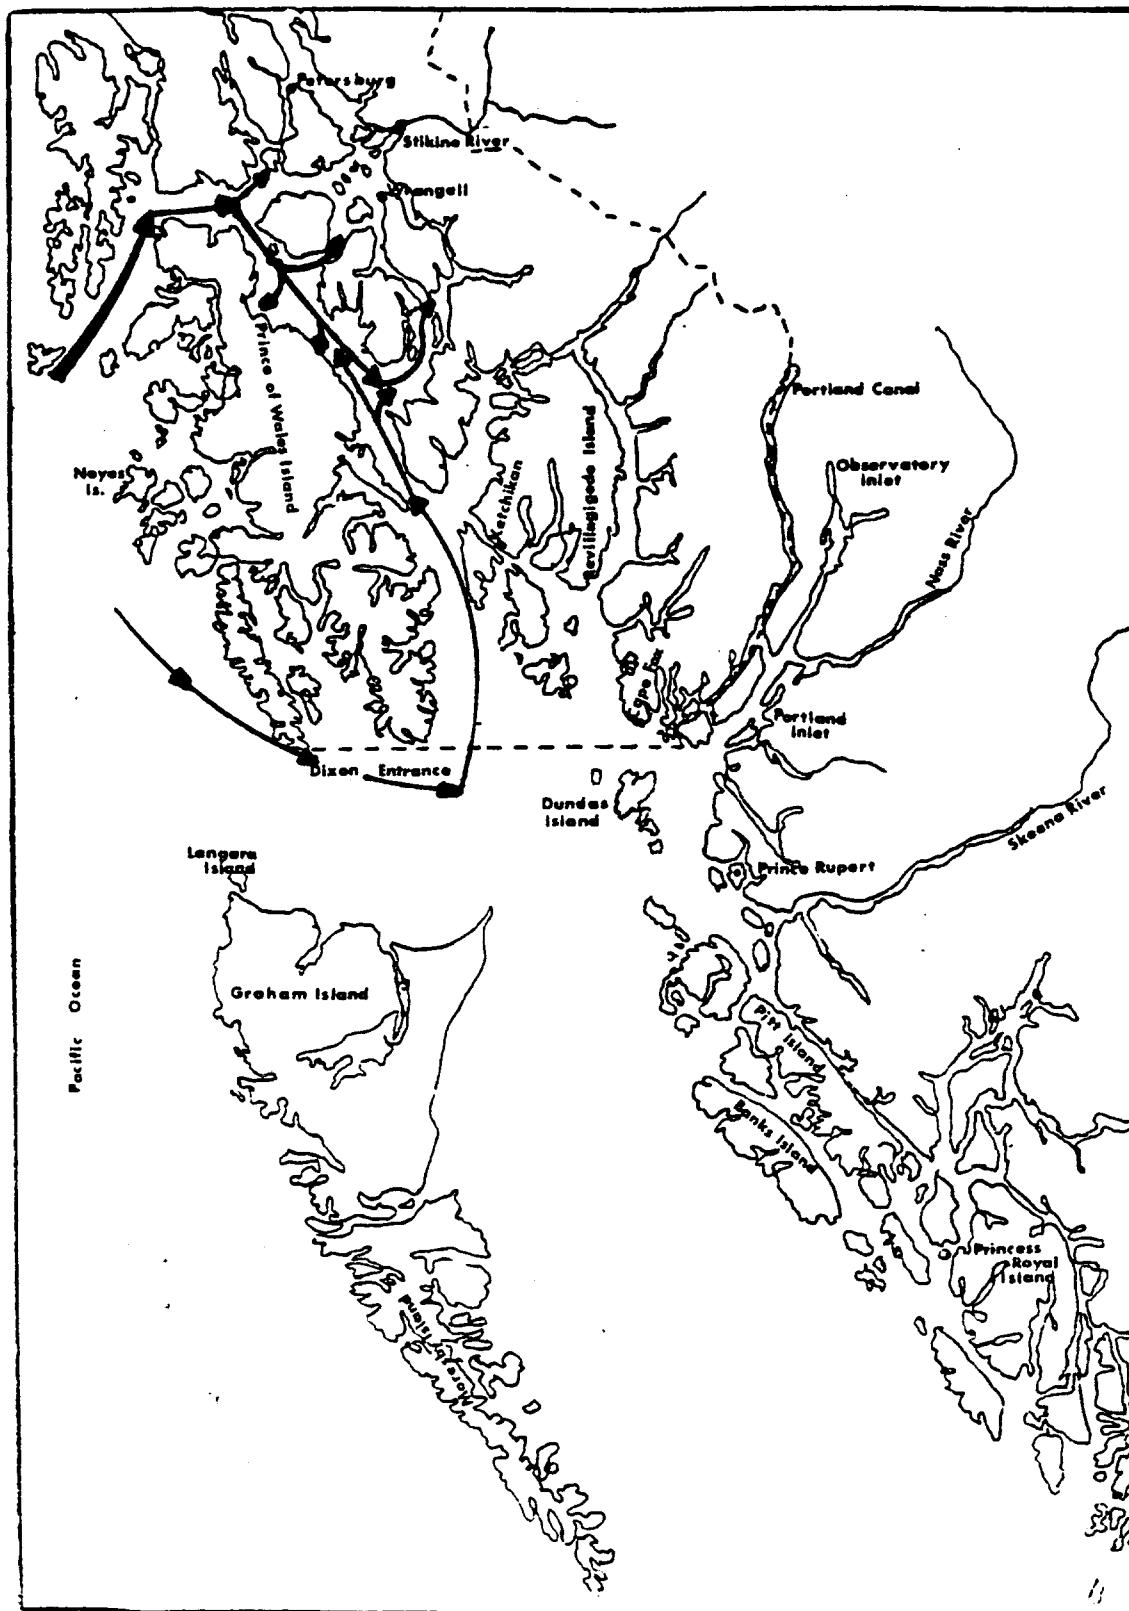 Petersburg
Stikine River
Wrangell
Prince of Wales Island
Portland Canal
Noyes
Is.
Ketchikan
Revillagigedo Island
Observatory
Inlet
Nass River
Cape Fox
Portland
Inlet
Dixon Entrance
Dundas
Island
Skeena River
Langara
Island
Prince Rupert
Graham Island
Pacific Ocean
Pitt Island
Banks Island
Princess
Royal
Island
Moresby Island